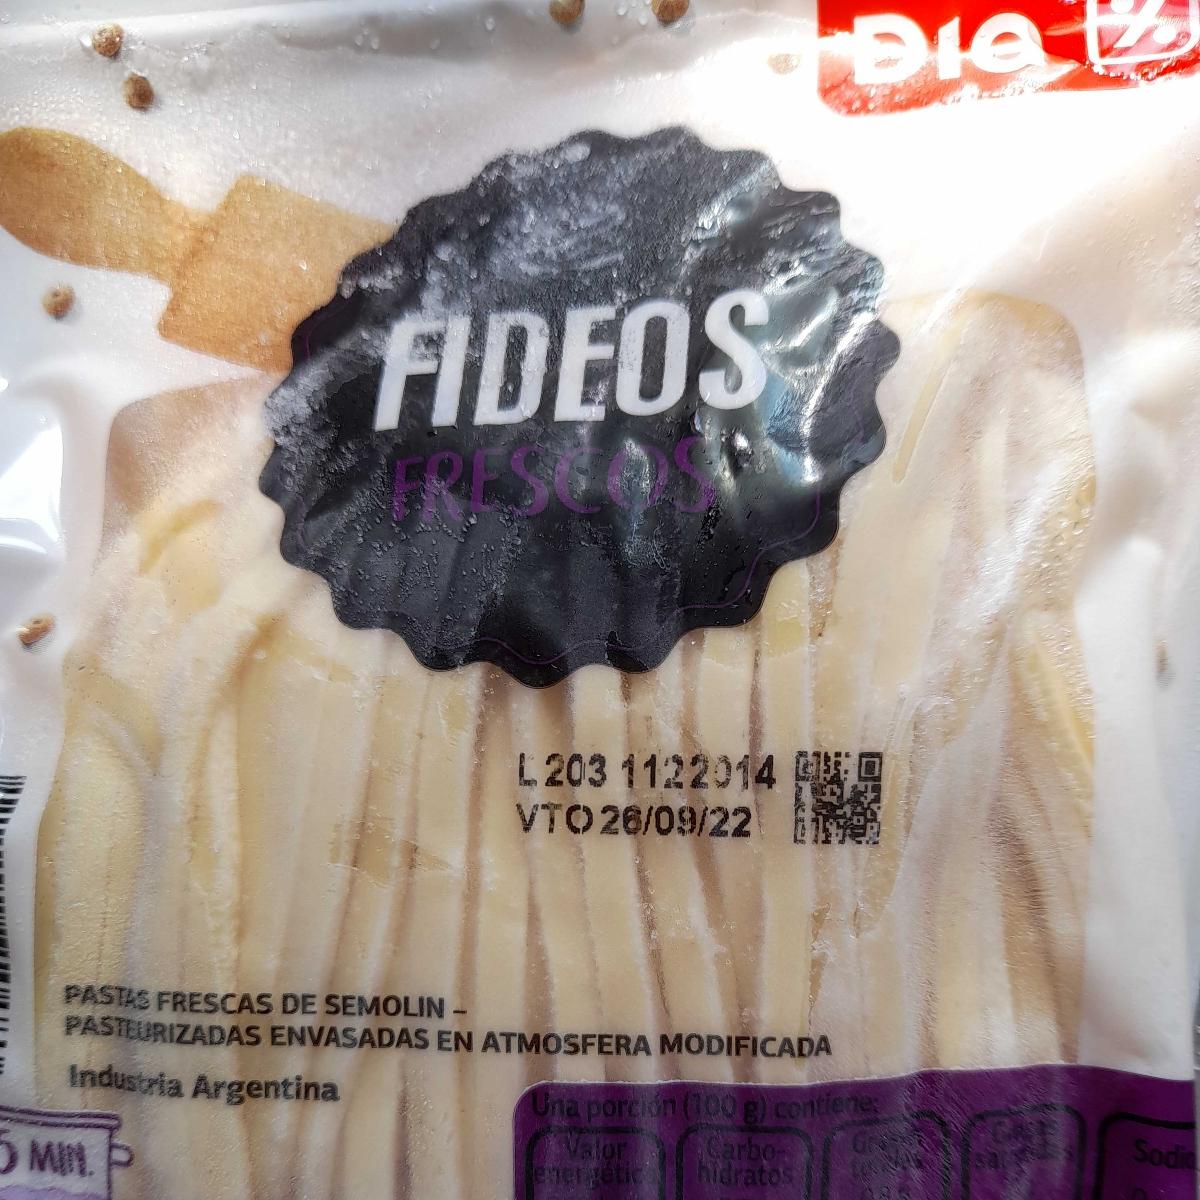 DIA %
FIDEOS
FRESCOS
L 203 1122014
VTO 26/09/22
PASTAS FRESCAS DE SEMOLIN –
PASTEURIZADAS ENVASADAS EN ATMOSFERA MODIFICADA
Industria Argentina
MIN.
Una porción (100 g) contiene:
Valor
energético
Carbo-
hidratos